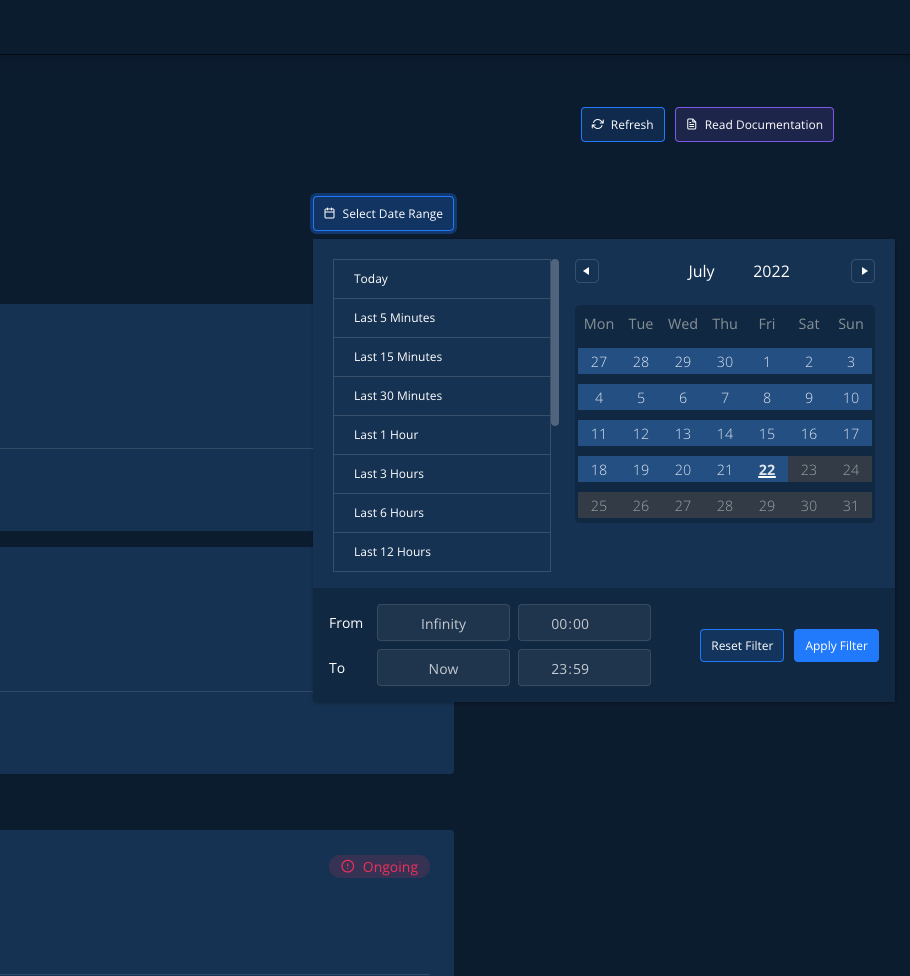 Refresh
Read Documentation
Select Date Range
Today
Last 5 Minutes
Last 15 Minutes
Last 30 Minutes
Last 1 Hour
Last 3 Hours
Last 6 Hours
Last 12 Hours
July 2022
Mon Tue Wed Thu Fri Sat Sun
27 28 29 30 1 2 3
4 5 6 7 8 9 10
11 12 13 14 15 16 17
18 19 20 21 22 23 24
25 26 27 28 29 30 31
From Infinity 00:00
To Now 23:59
Reset Filter
Apply Filter
Ongoing